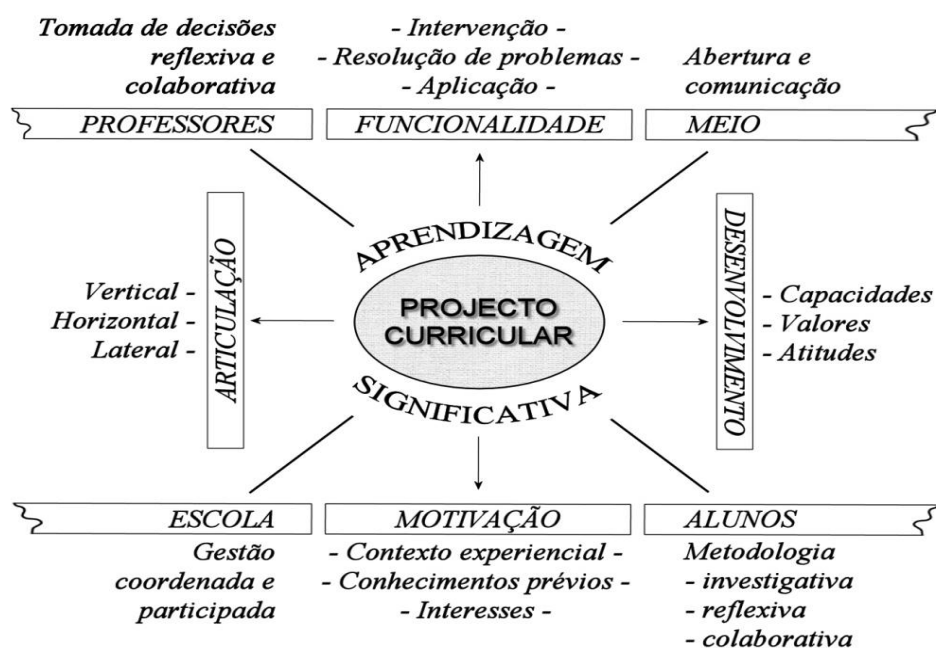 Tomada de decisões
reflexiva e
colaborativa
PROFESSORES
- Intervenção -
- Resolução de problemas -
- Aplicação -
FUNCIONALIDADE
Abertura e
comunicação
MEIO
Vertical -
Horizontal -
Lateral -
ARTICULAÇÃO
APRENDIZAGEM
PROJECTO
CURRICULAR
SIGNIFICATIVA
DESENVOLVIMENTO
- Capacidades
- Valores
- Atitudes
ESCOLA
Gestão
coordenada e
participada
MOTIVAÇÃO
- Contexto experiencial -
- Conhecimentos prévios -
- Interesses -
ALUNOS
Metodologia
- investigativa
- reflexiva
- colaborativa